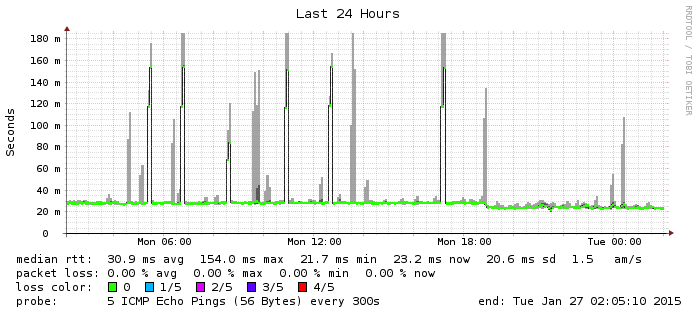 Last 24 Hours
RRDTOOL / TOBI OETIKER
Seconds
180 m
160 m
140 m
120 m
100 m
80 m
60 m
40 m
20 m
0
Mon 06:00 Mon 12:00 Mon 18:00 Tue 00:00
median rtt: 30.9 ms avg 154.0 ms max 21.7 ms min 23.2 ms now 20.6 ms sd 1.5 am/s
packet loss: 0.00 % avg 0.00 % max 0.00 % min 0.00 % now
loss color: 0 1/5 2/5 3/5 4/5
probe: 5 ICMP Echo Pings (56 Bytes) every 300s end: Tue Jan 27 02:05:10 2015